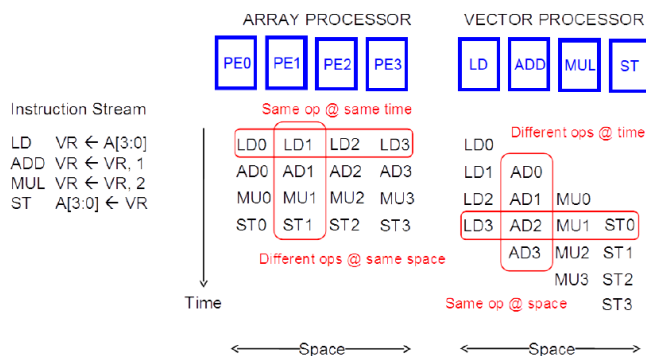 ARRAY PROCESSOR
VECTOR PROCESSOR
PE0 PE1 PE2 PE3
LD ADD MUL ST
Instruction Stream
LD VR ← A[3:0]
ADD VR ← VR, 1
MUL VR ← VR, 2
ST A[3:0] ← VR
Time
Same op @ same time
LD0 LD1 LD2 LD3
AD0 AD1 AD2 AD3
MU0 MU1 MU2 MU3
ST0 ST1 ST2 ST3
Different ops @ same space
Space
Different ops @ time
LD0
LD1 AD0
LD2 AD1 MU0
LD3 AD2 MU1 ST0
AD3 MU2 ST1
MU3 ST2
Same op @ space
ST3
Space